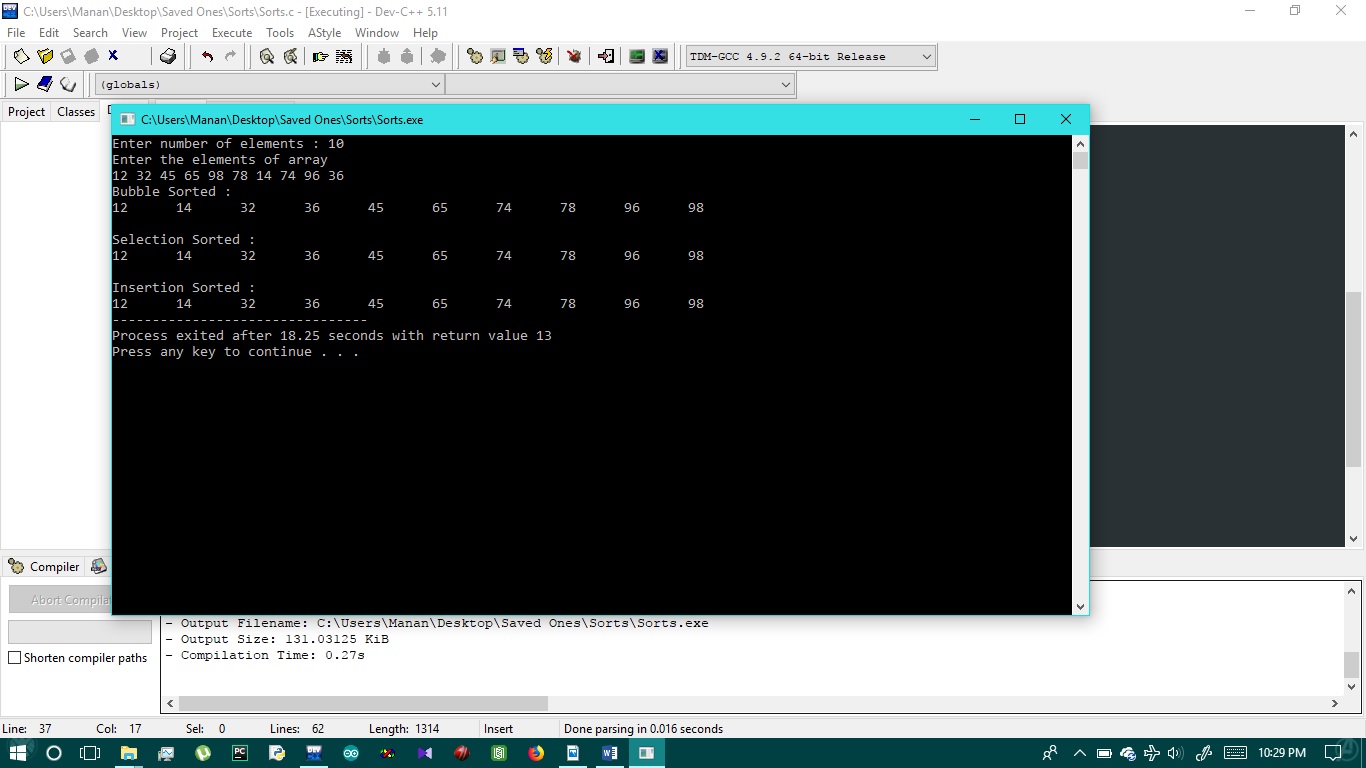 C:\Users\Manan\Desktop\Saved Ones\Sorts\Sorts.c - [Executing] - Dev-C++ 5.11
File Edit Search View Project Execute Tools AStyle Window Help
TDM-GCC 4.9.2 64-bit Release
(globals)
Project Classes
C:\Users\Manan\Desktop\Saved Ones\Sorts\Sorts.exe
Enter number of elements : 10
Enter the elements of array
12 32 45 65 98 78 14 74 96 36
Bubble Sorted :
12 14 32 36 45 65 74 78 96 98
Selection Sorted :
12 14 32 36 45 65 74 78 96 98
Insertion Sorted :
12 14 32 36 45 65 74 78 96 98
--------------------------------
Process exited after 18.25 seconds with return value 13
Press any key to continue . . .
Compiler
Abort
- Output Filename: C:\Users\Manan\Desktop\Saved Ones\Sorts\Sorts.exe
- Output Size: 131.03125 KiB
- Compilation Time: 0.27s
Shorten compiler paths
Line: 37 Col: 17 Sel: 0 Lines: 62 Length: 1314 Insert Done parsing in 0.016 seconds
10:29 PM